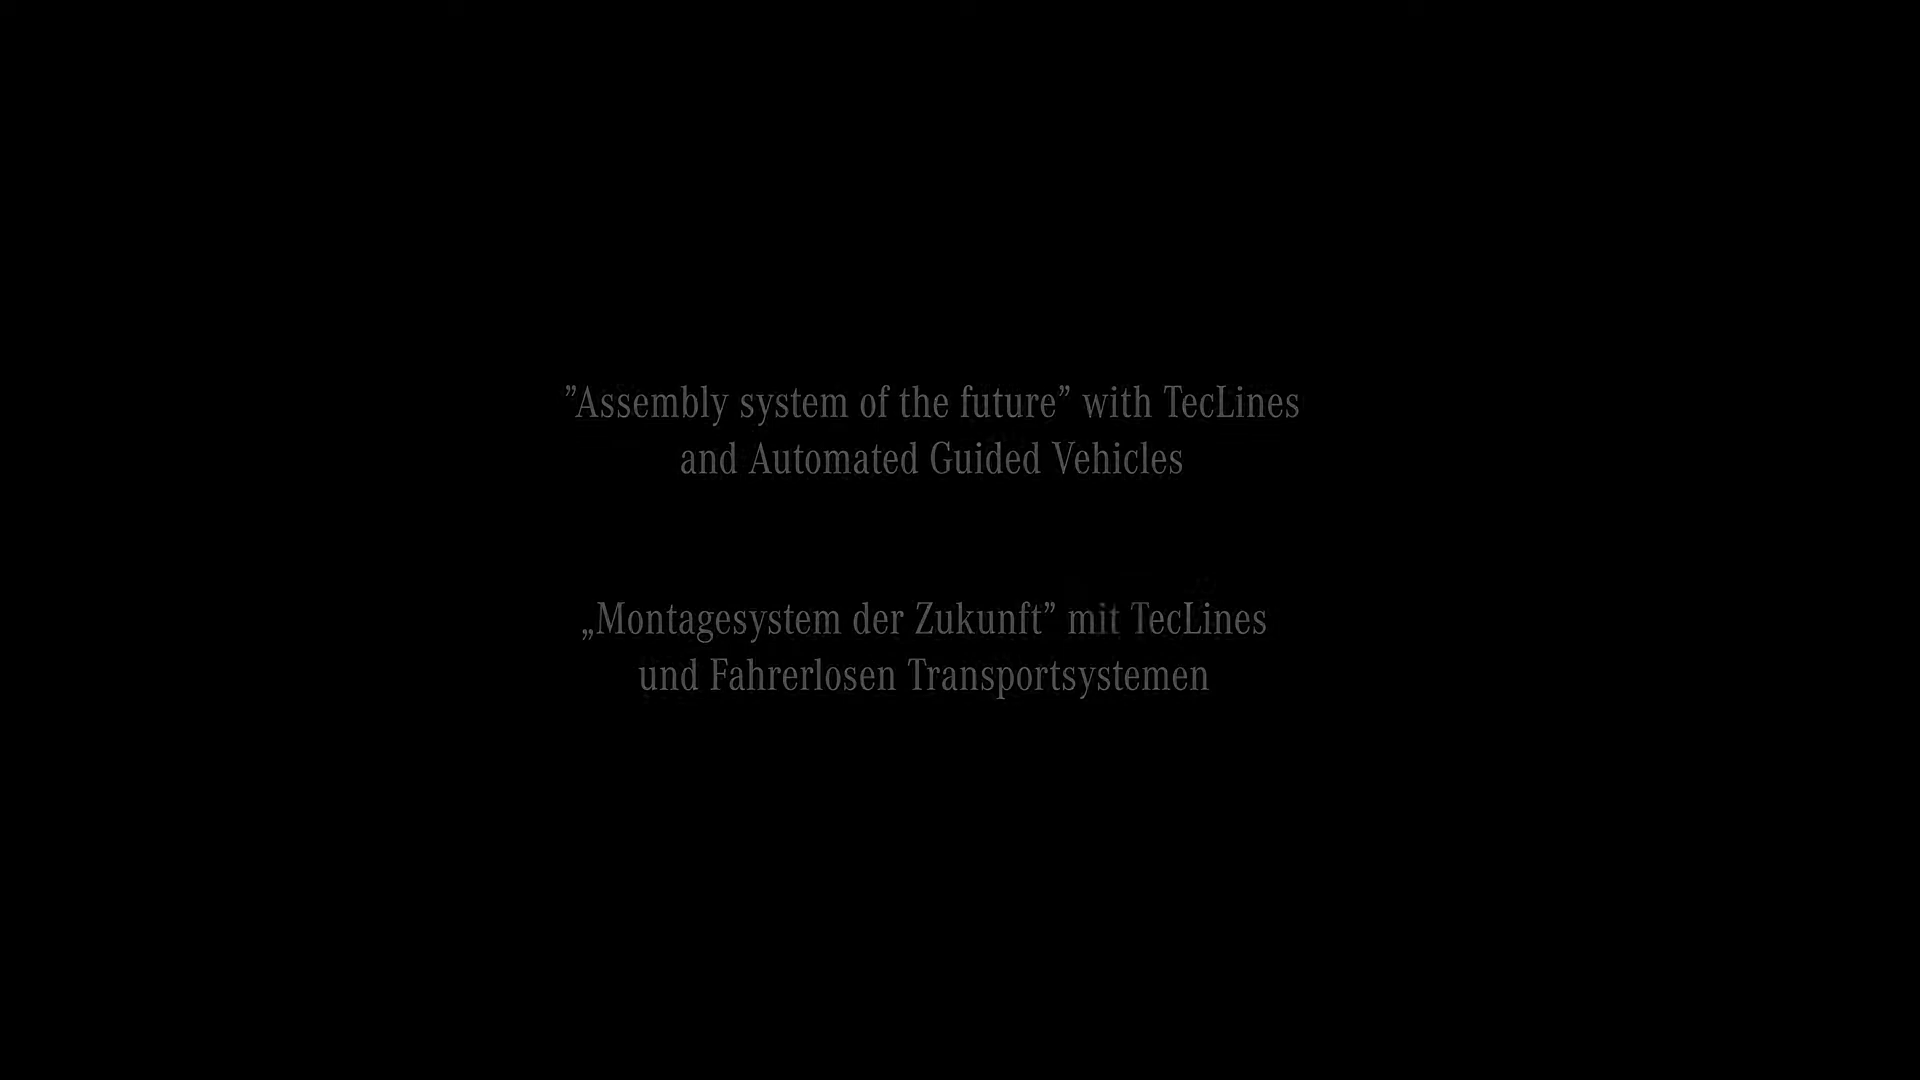 ”Assembly system of the future” with TecLines
and Automated Guided Vehicles
„Montagesystem der Zukunft” mit TecLines
und Fahrerlosen Transportsystemen